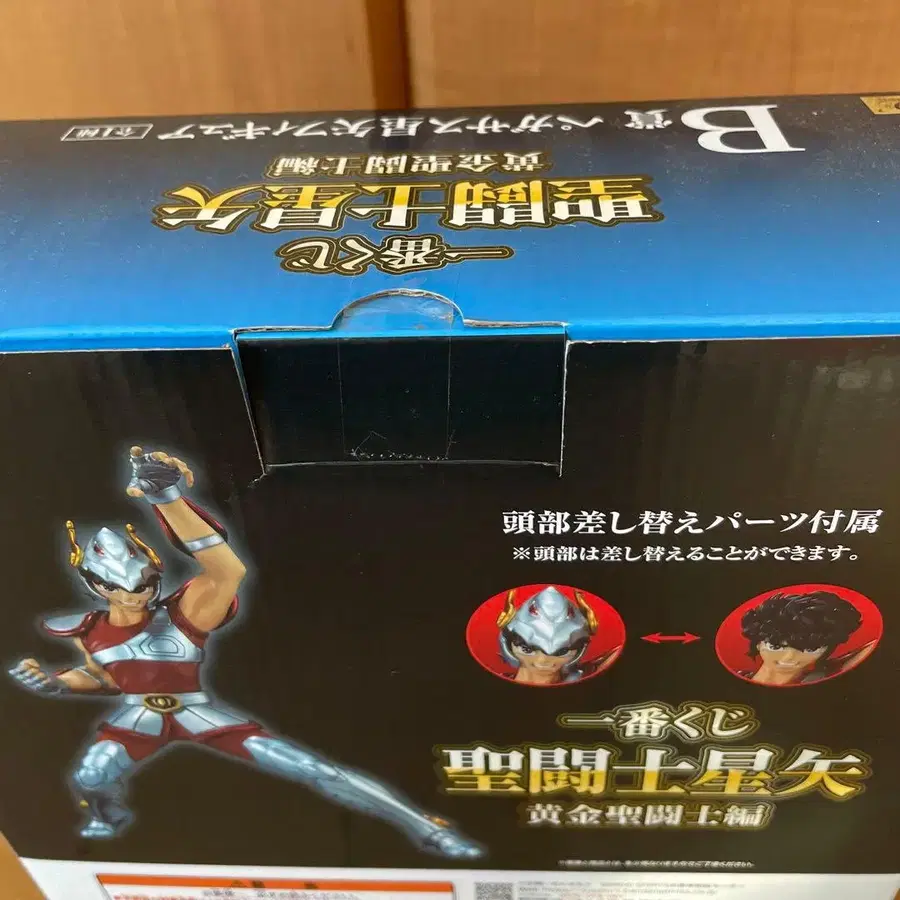 B賞 ペガサス星矢フィギュア 全1種
一番くじ
聖闘士星矢
黄金聖闘士編
頭部差し替えパーツ付属
※頭部は差し替えることができます。
一番くじ
聖闘士星矢
黄金聖闘士編